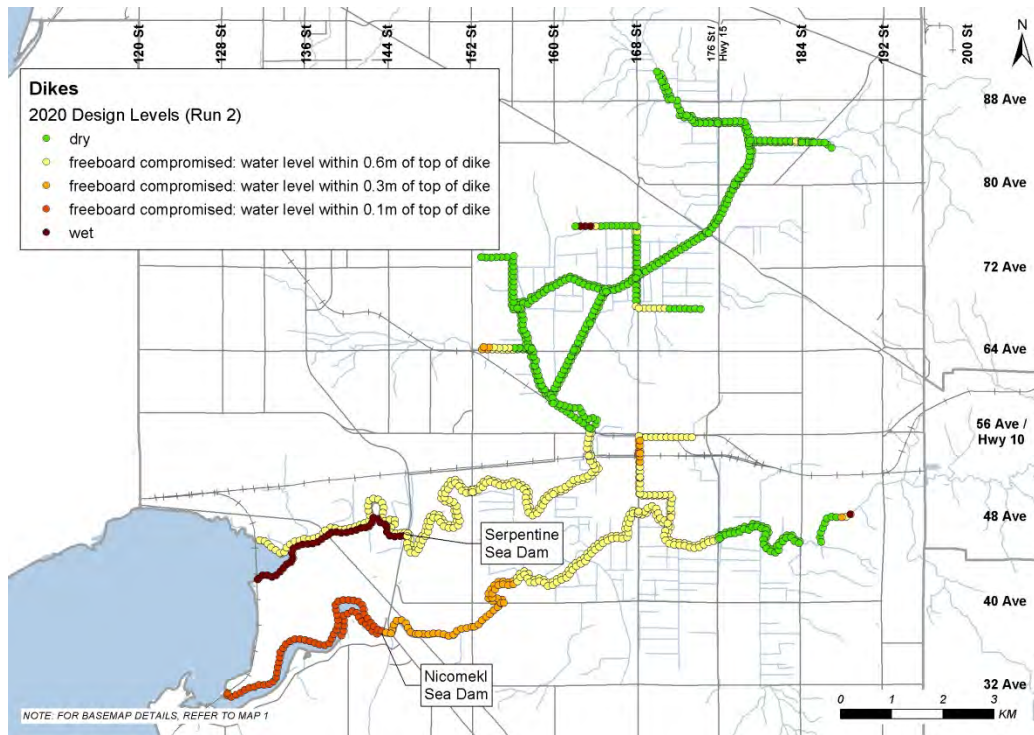 120 St
128 St
136 St
144 St
152 St
160 St
168 St
176 St /
Hwy 15
184 St
192 St
200 St
N
Dikes
2020 Design Levels (Run 2)
dry
freeboard compromised: water level within 0.6m of top of dike
freeboard compromised: water level within 0.3m of top of dike
freeboard compromised: water level within 0.1m of top of dike
wet
88 Ave
80 Ave
72 Ave
64 Ave
56 Ave /
Hwy 10
48 Ave
40 Ave
32 Ave
Serpentine
Sea Dam
Nicomekl
Sea Dam
NOTE: FOR BASEMAP DETAILS, REFER TO MAP 1
0 1 2 3
KM